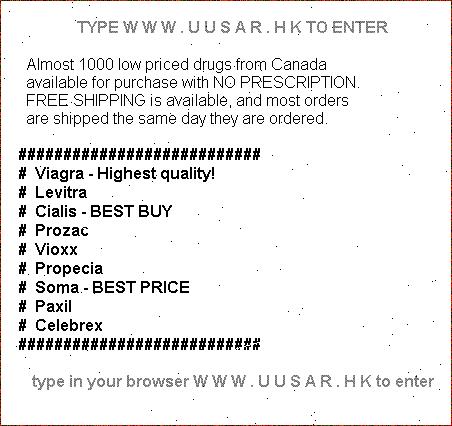 TYPE W W W . U U S A R . H K TO ENTER
Almost 1000 low priced drugs from Canada
available for purchase with NO PRESCRIPTION.
FREE SHIPPING is available, and most orders
are shipped the same day they are ordered.
###########################
# Viagra - Highest quality!
# Levitra
# Cialis - BEST BUY
# Prozac
# Vioxx
# Propecia
# Soma - BEST PRICE
# Paxil
# Celebrex
###########################
type in your browser W W W . U U S A R . H K to enter